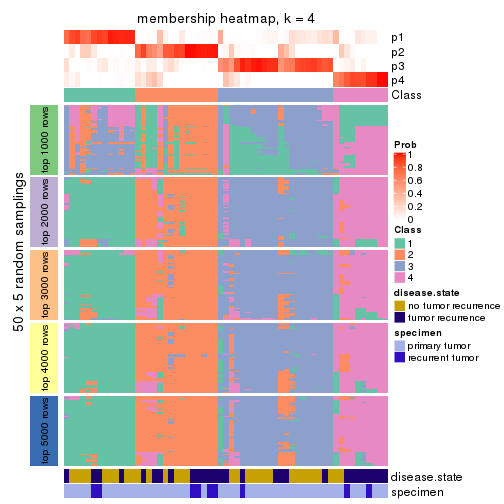 membership heatmap, k = 4
p1
p2
p3
p4
Class
50 x 5 random samplings
top 1000 rows
top 2000 rows
top 3000 rows
top 4000 rows
top 5000 rows
Prob
1
0.8
0.6
0.4
0.2
0
Class
1
2
3
4
disease.state
no tumor recurrence
tumor recurrence
specimen
primary tumor
recurrent tumor
disease.state
specimen